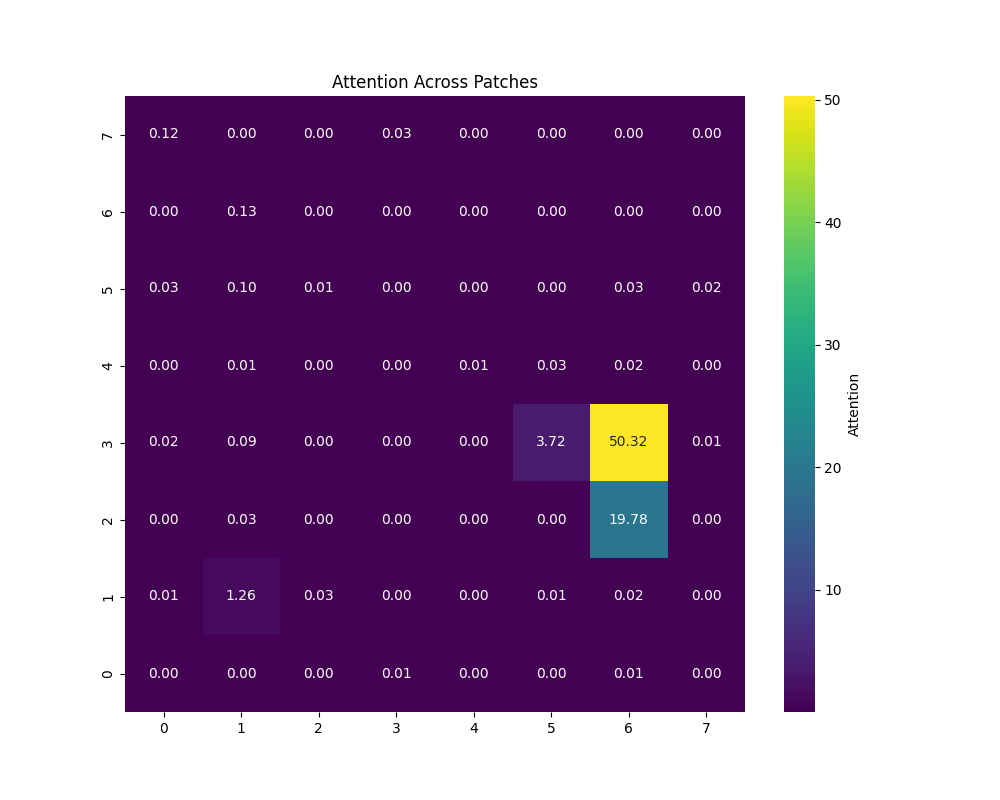 Attention Across Patches
7 0.12 0.00 0.00 0.03 0.00 0.00 0.00 0.00
6 0.00 0.13 0.00 0.00 0.00 0.00 0.00 0.00
5 0.03 0.10 0.01 0.00 0.00 0.00 0.03 0.02
4 0.00 0.01 0.00 0.00 0.01 0.03 0.02 0.00
3 0.02 0.09 0.00 0.00 0.00 3.72 50.32 0.01
2 0.00 0.03 0.00 0.00 0.00 0.00 19.78 0.00
1 0.01 1.26 0.03 0.00 0.00 0.01 0.02 0.00
0 0.00 0.00 0.00 0.01 0.00 0.00 0.01 0.00
0 1 2 3 4 5 6 7
50
40
30
20
10
Attention